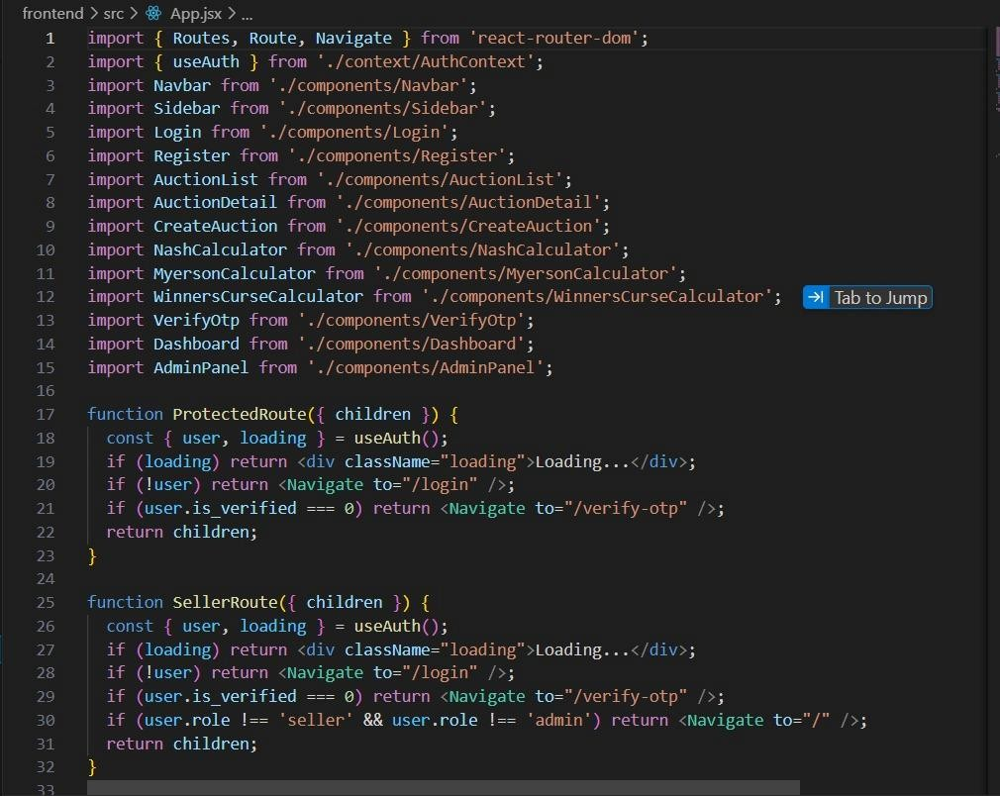 frontend > src > App.jsx > ...
1 import { Routes, Route, Navigate } from 'react-router-dom';
2 import { useAuth } from './context/AuthContext';
3 import Navbar from './components/Navbar';
4 import Sidebar from './components/Sidebar';
5 import Login from './components/Login';
6 import Register from './components/Register';
7 import AuctionList from './components/AuctionList';
8 import AuctionDetail from './components/AuctionDetail';
9 import CreateAuction from './components/CreateAuction';
10 import NashCalculator from './components/NashCalculator';
11 import MyersonCalculator from './components/MyersonCalculator';
12 import WinnersCurseCalculator from './components/WinnersCurseCalculator'; Tab to Jump
13 import VerifyOtp from './components/VerifyOtp';
14 import Dashboard from './components/Dashboard';
15 import AdminPanel from './components/AdminPanel';
16
17 function ProtectedRoute({ children }) {
18   const { user, loading } = useAuth();
19   if (loading) return <div className="loading">Loading...</div>;
20   if (!user) return <Navigate to="/login" />;
21   if (user.is_verified === 0) return <Navigate to="/verify-otp" />;
22   return children;
23 }
24
25 function SellerRoute({ children }) {
26   const { user, loading } = useAuth();
27   if (loading) return <div className="loading">Loading...</div>;
28   if (!user) return <Navigate to="/login" />;
29   if (user.is_verified === 0) return <Navigate to="/verify-otp" />;
30   if (user.role !== 'seller' && user.role !== 'admin') return <Navigate to="/" />;
31   return children;
32 }
33